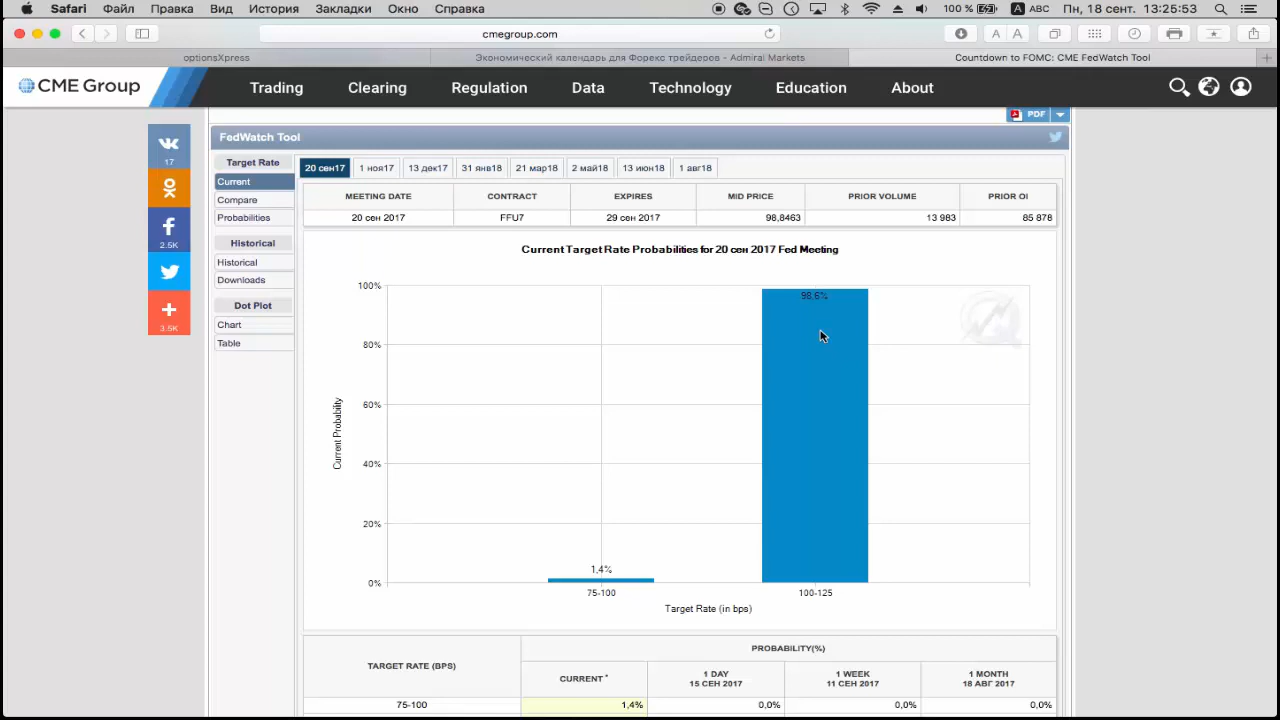 Safari Файл Правка Вид История Закладки Окно Справка 100 % ABC Пн, 18 сент. 13:25:53
cmegroup.com A A
optionsXpress Экономический календарь для Форекс трейдеров - Admiral Markets Countdown to FOMC: CME FedWatch Tool
CME Group Trading Clearing Regulation Data Technology Education About
PDF
FedWatch Tool
17
2.5K
3.5K
Target Rate
Current
Compare
Probabilities
Historical
Historical
Downloads
Dot Plot
Chart
Table
20 сен17 1 ноя17 13 дек17 31 янв18 21 мар18 2 май18 13 июн18 1 авг18
MEETING DATE CONTRACT EXPIRES MID PRICE PRIOR VOLUME PRIOR OI
20 сен 2017 FFU7 29 сен 2017 98,8463 13 983 85 878
Current Target Rate Probabilities for 20 сен 2017 Fed Meeting
100%
98,6%
80%
60%
Current Probability
40%
20%
1,4%
0%
75-100 100-125
Target Rate (in bps)
TARGET RATE (BPS) PROBABILITY(%)
CURRENT * 1 DAY 15 СЕН 2017 1 WEEK 11 СЕН 2017 1 MONTH 18 АВГ 2017
75-100 1,4% 0,0% 0,0% 0,0%